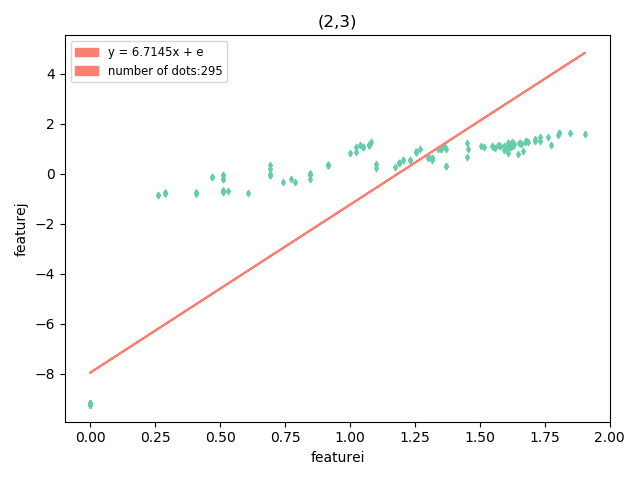 (2,3)
y = 6.7145x + e
number of dots:295
4
2
0
−2
−4
−6
−8
featurej
0.00 0.25 0.50 0.75 1.00 1.25 1.50 1.75 2.00
featurei